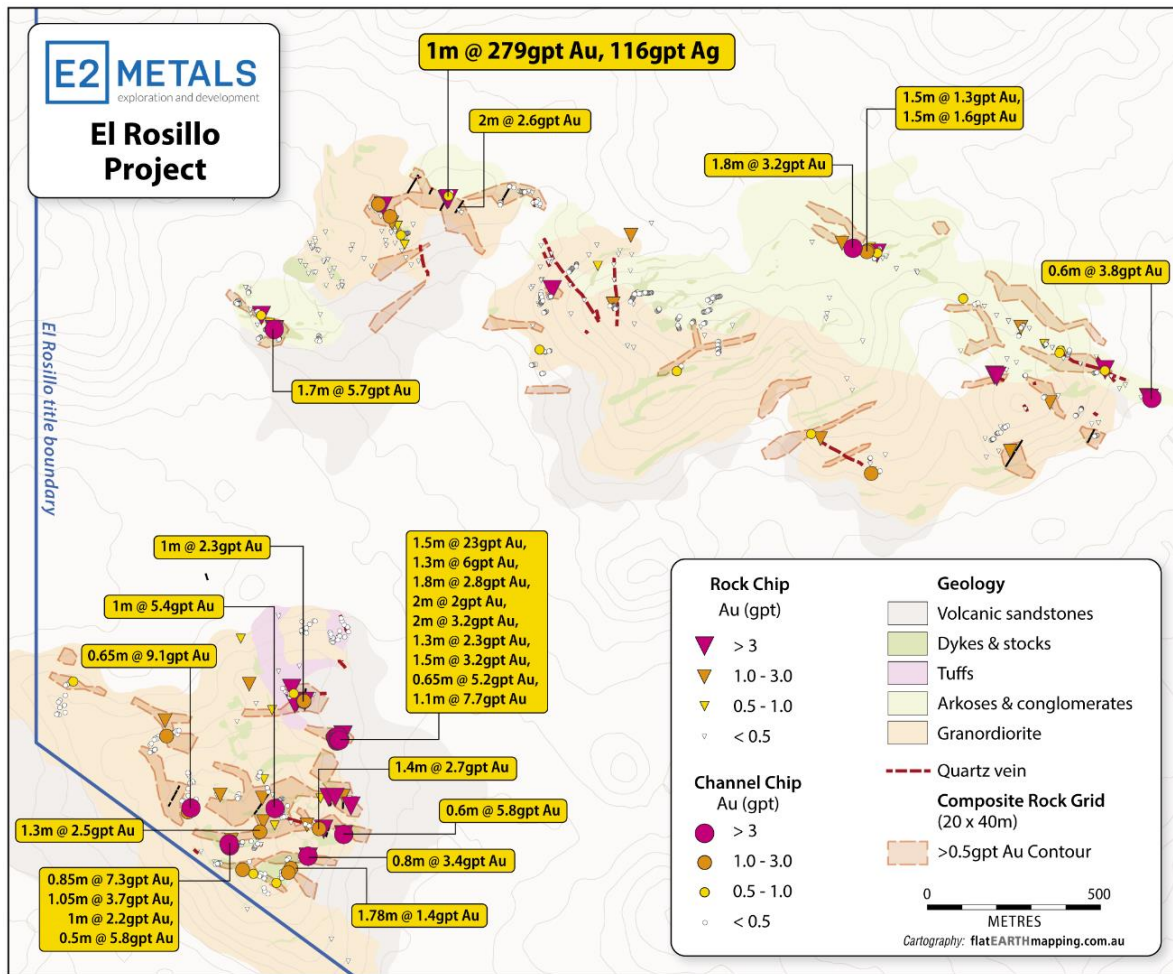 E2 METALS
exploration and development
El Rosillo
Project
1m @ 279gpt Au, 116gpt Ag
2m @ 2.6gpt Au
1.5m @ 1.3gpt Au,
1.5m @ 1.6gpt Au
1.8m @ 3.2gpt Au
0.6m @ 3.8gpt Au
1.7m @ 5.7gpt Au
El Rosillo title boundary
1m @ 2.3gpt Au
1m @ 5.4gpt Au
0.65m @ 9.1gpt Au
1.5m @ 23gpt Au,
1.3m @ 6gpt Au,
1.8m @ 2.8gpt Au,
2m @ 2gpt Au,
2m @ 3.2gpt Au,
1.3m @ 2.3gpt Au,
1.5m @ 3.2gpt Au,
0.65m @ 5.2gpt Au,
1.1m @ 7.7gpt Au
1.4m @ 2.7gpt Au
0.6m @ 5.8gpt Au
1.3m @ 2.5gpt Au
0.8m @ 3.4gpt Au
0.85m @ 7.3gpt Au,
1.05m @ 3.7gpt Au,
1m @ 2.2gpt Au,
0.5m @ 5.8gpt Au
1.78m @ 1.4gpt Au
Rock Chip
Au (gpt)
> 3
1.0 - 3.0
0.5 - 1.0
< 0.5
Channel Chip
Au (gpt)
> 3
1.0 - 3.0
0.5 - 1.0
< 0.5
Geology
Volcanic sandstones
Dykes & stocks
Tuffs
Arkoses & conglomerates
Granordiorite
Quartz vein
Composite Rock Grid
(20 x 40m)
>0.5gpt Au Contour
0 500
METRES
Cartography: flatEARTHmapping.com.au